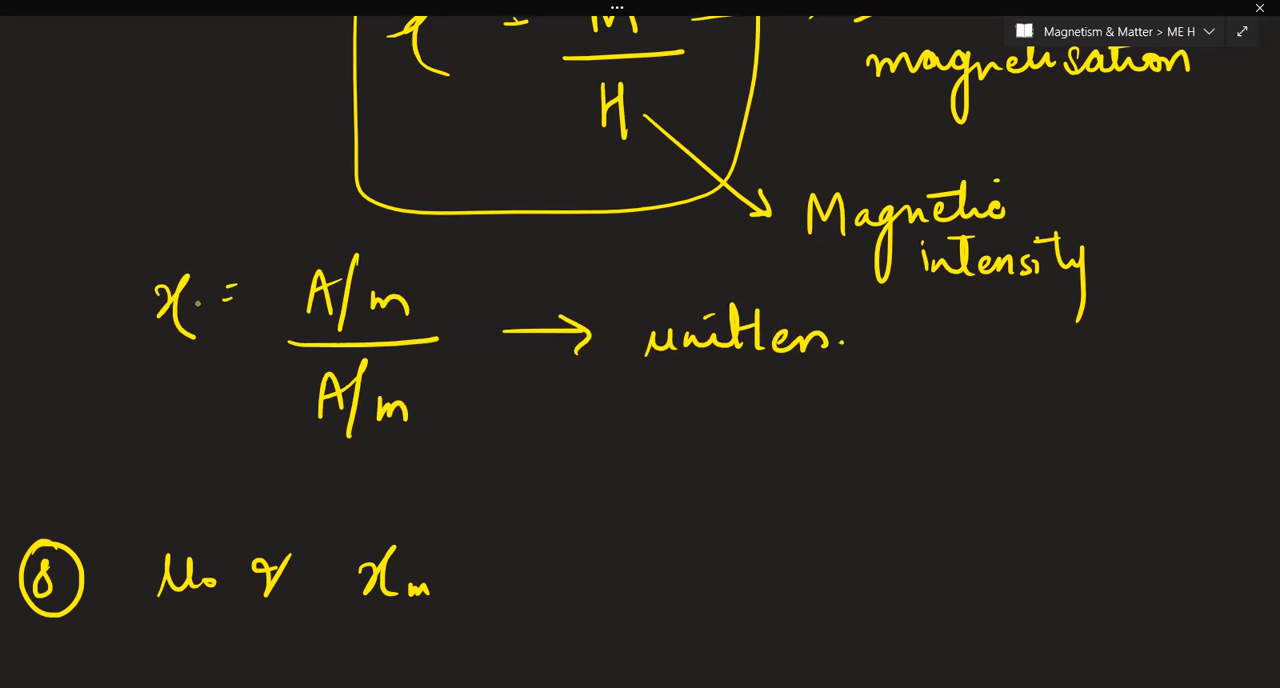 Magnetism & Matter > ME H
= M
magnetisation
H
Magnetic
intensity
χ = A/m
A/m
→ unitless.
8 μ₀ & χₘ